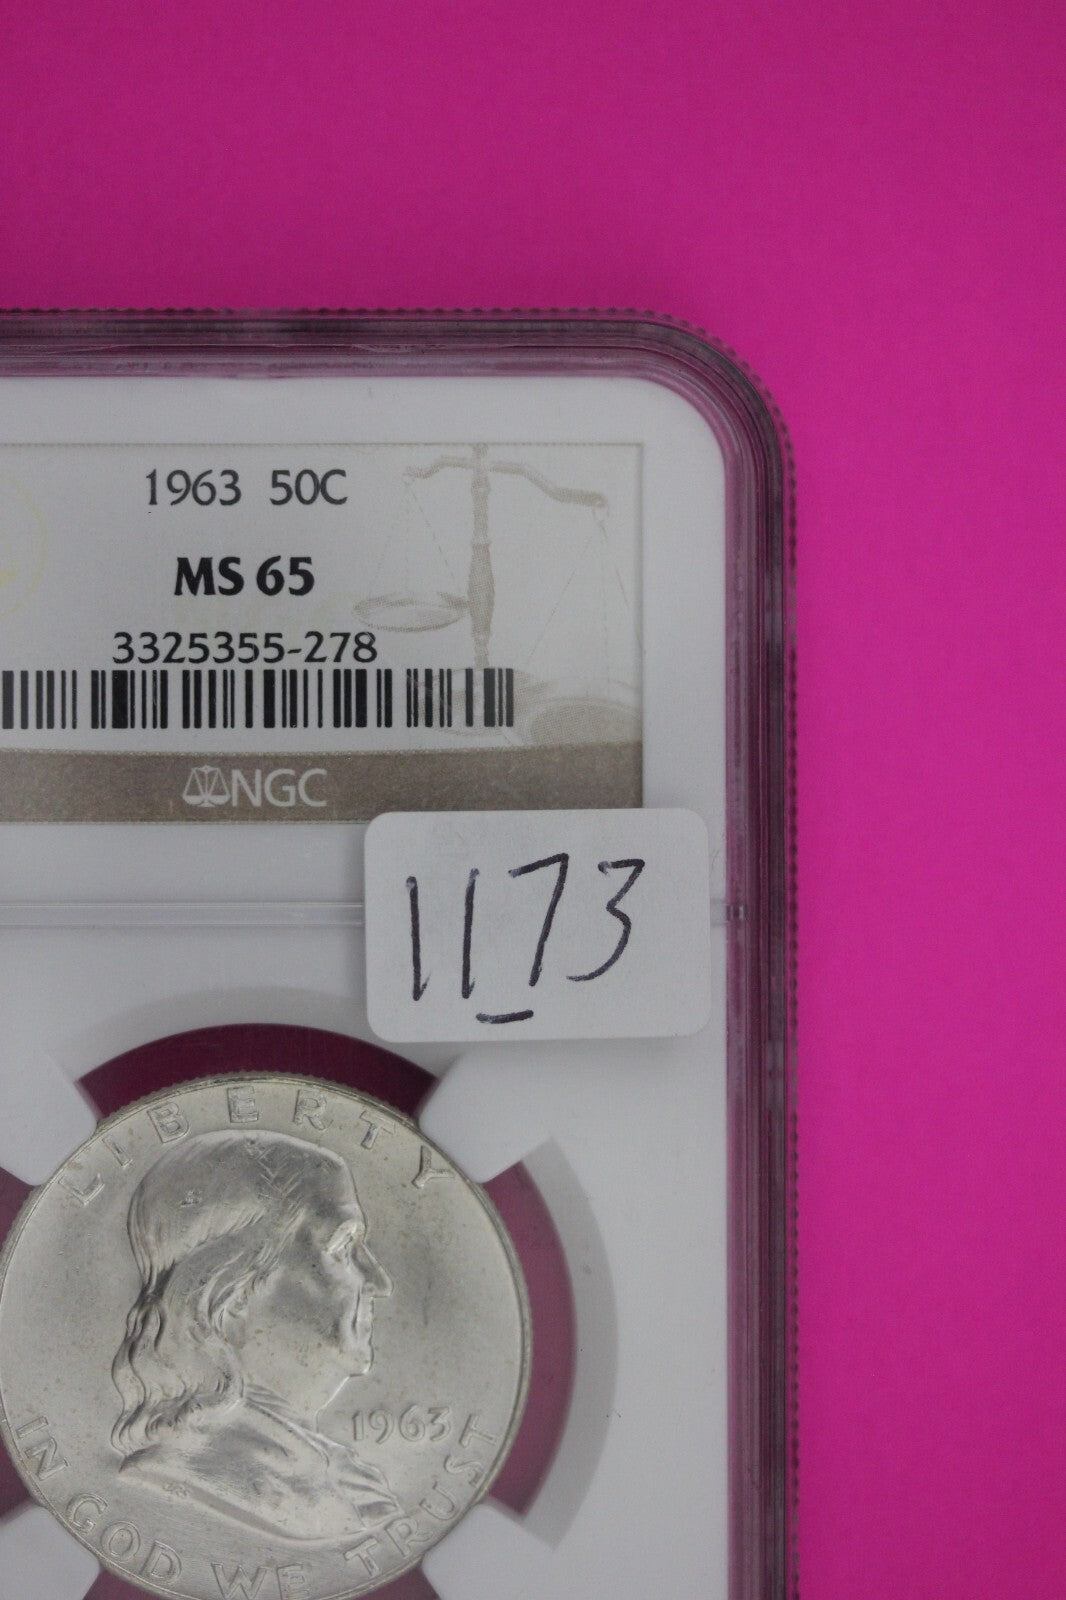 1963 50C
MS 65
3325355-278
NGC
1173
LIBERTY
1963
IN GOD WE TRUST